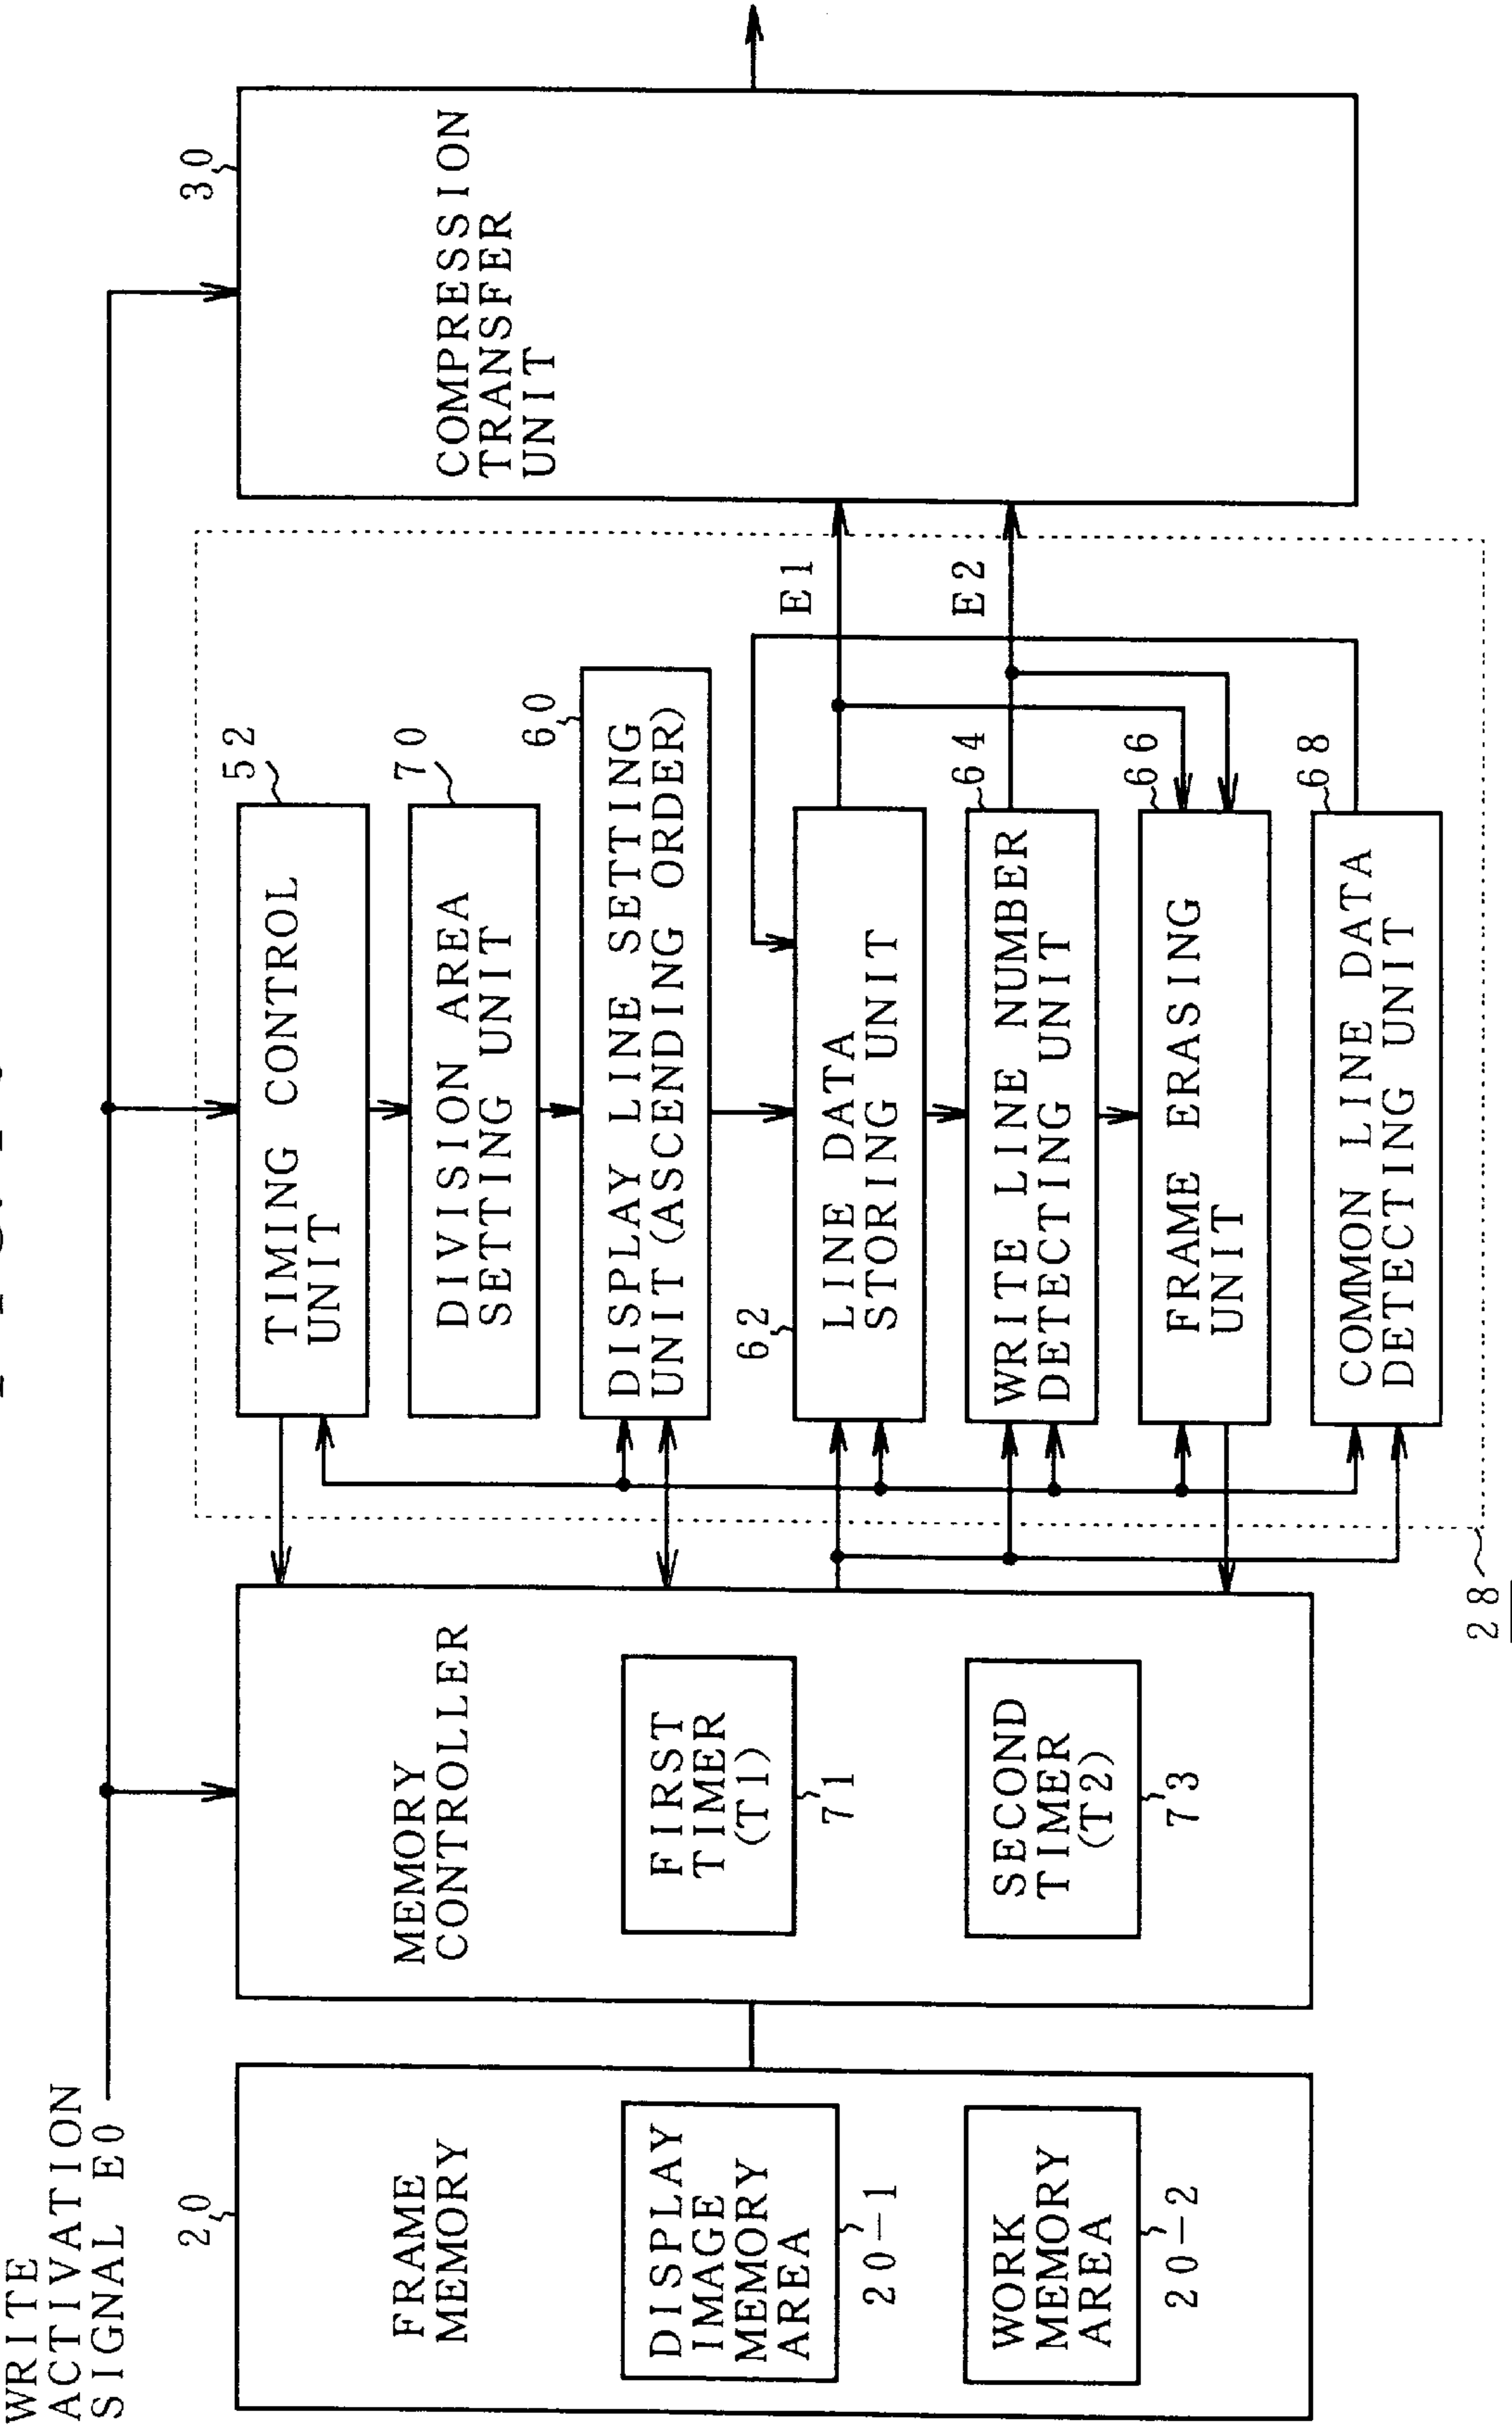 WRITE
ACTIVATION
SIGNAL E0
20
FRAME
MEMORY
DISPLAY
IMAGE
MEMORY
AREA
20-1
WORK
MEMORY
AREA
20-2
MEMORY
CONTROLLER
FIRST
TIMER
(T1)
71
SECOND
TIMER
(T2)
73
28
52
TIMING CONTROL
UNIT
70
DIVISION AREA
SETTING UNIT
60
DISPLAY LINE SETTING
UNIT (ASCENDING ORDER)
62
LINE DATA
STORING UNIT
64
WRITE LINE NUMBER
DETECTING UNIT
66
FRAME ERASING
UNIT
68
COMMON LINE DATA
DETECTING UNIT
E1
E2
30
COMPRESSION
TRANSFER
UNIT